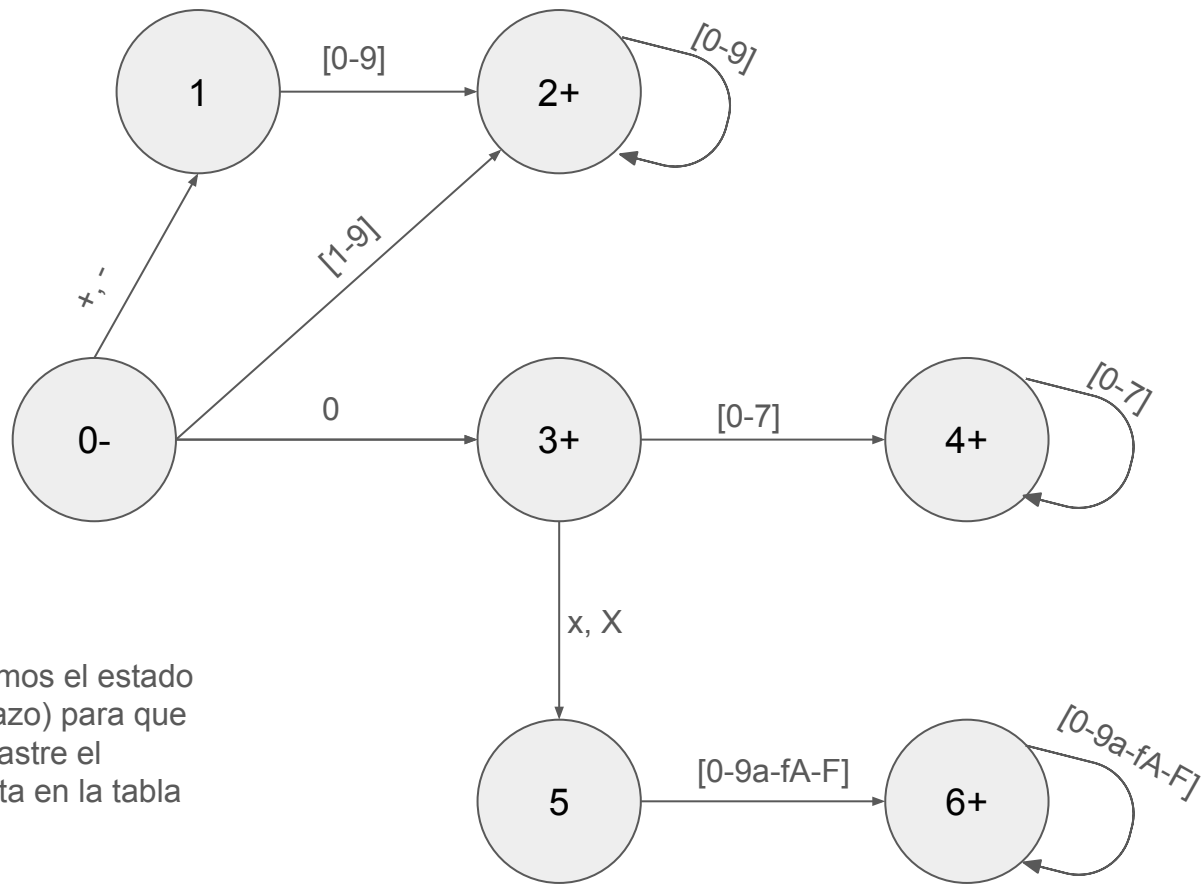 [0-9]
1
2+
[0-9]
[1-9]
+, -
0
[0-7]
[0-7]
0-
3+
4+
x, X
mos el estado
azo) para que
astre el
ta en la tabla
[0-9a-fA-F]
[0-9a-fA-F]
5
6+